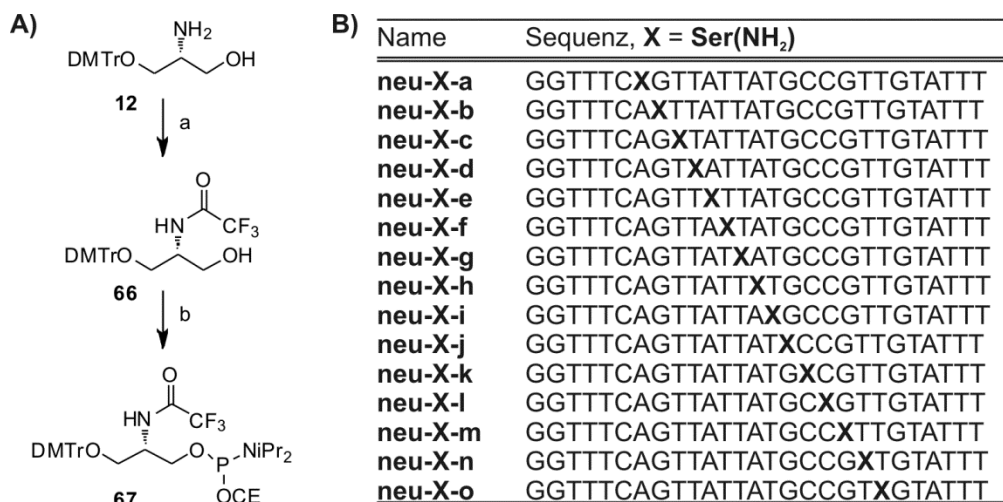 A)
NH2
DMTrO
OH
12
a
O
HN
CF3
DMTrO
OH
66
b
O
HN
CF3
DMTrO
O
P
NiPr2
OCE
67
B)
Name Sequenz, X = Ser(NH2)
neu-X-a GGTTTCXGTTATTATGCCGTTGTATTT
neu-X-b GGTTTCAXTTATTATGCCGTTGTATTT
neu-X-c GGTTTCAGXTATTATGCCGTTGTATTT
neu-X-d GGTTTCAGTXATTATGCCGTTGTATTT
neu-X-e GGTTTCAGTTXTTATGCCGTTGTATTT
neu-X-f GGTTTCAGTTAXTATGCCGTTGTATTT
neu-X-g GGTTTCAGTTATXATGCCGTTGTATTT
neu-X-h GGTTTCAGTTATTXTGCCGTTGTATTT
neu-X-i GGTTTCAGTTATTAXGCCGTTGTATTT
neu-X-j GGTTTCAGTTATTATXCCGTTGTATTT
neu-X-k GGTTTCAGTTATTATGXCGTTGTATTT
neu-X-l GGTTTCAGTTATTATGCXGTTGTATTT
neu-X-m GGTTTCAGTTATTATGCCXTTGTATTT
neu-X-n GGTTTCAGTTATTATGCCGXTGTATTT
neu-X-o GGTTTCAGTTATTATGCCGTXGTATTT